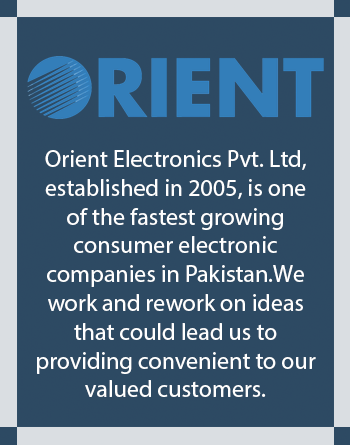 ORIENT
Orient Electronics Pvt. Ltd,
established in 2005, is one
of the fastest growing
consumer electronic
companies in Pakistan.We
work and rework on ideas
that could lead us to
providing convenient to our
valued customers.